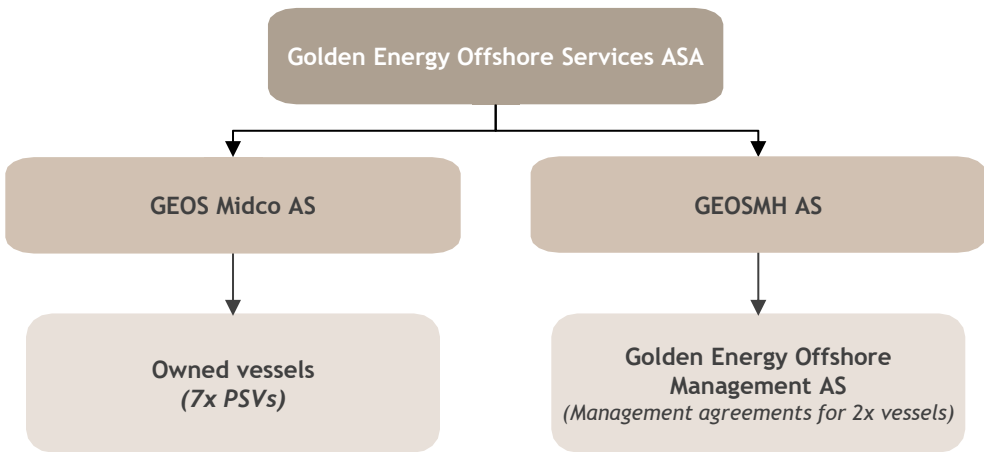 Golden Energy Offshore Services ASA
GEOS Midco AS
GEOSMH AS
Owned vessels
(7x PSVs)
Golden Energy Offshore
Management AS
(Management agreements for 2x vessels)